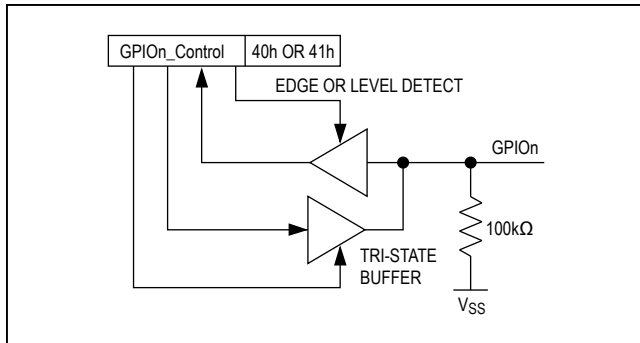 GPIOn_Control 40h OR 41h
EDGE OR LEVEL DETECT
GPIOn
100kΩ
TRI-STATE
BUFFER
VSS